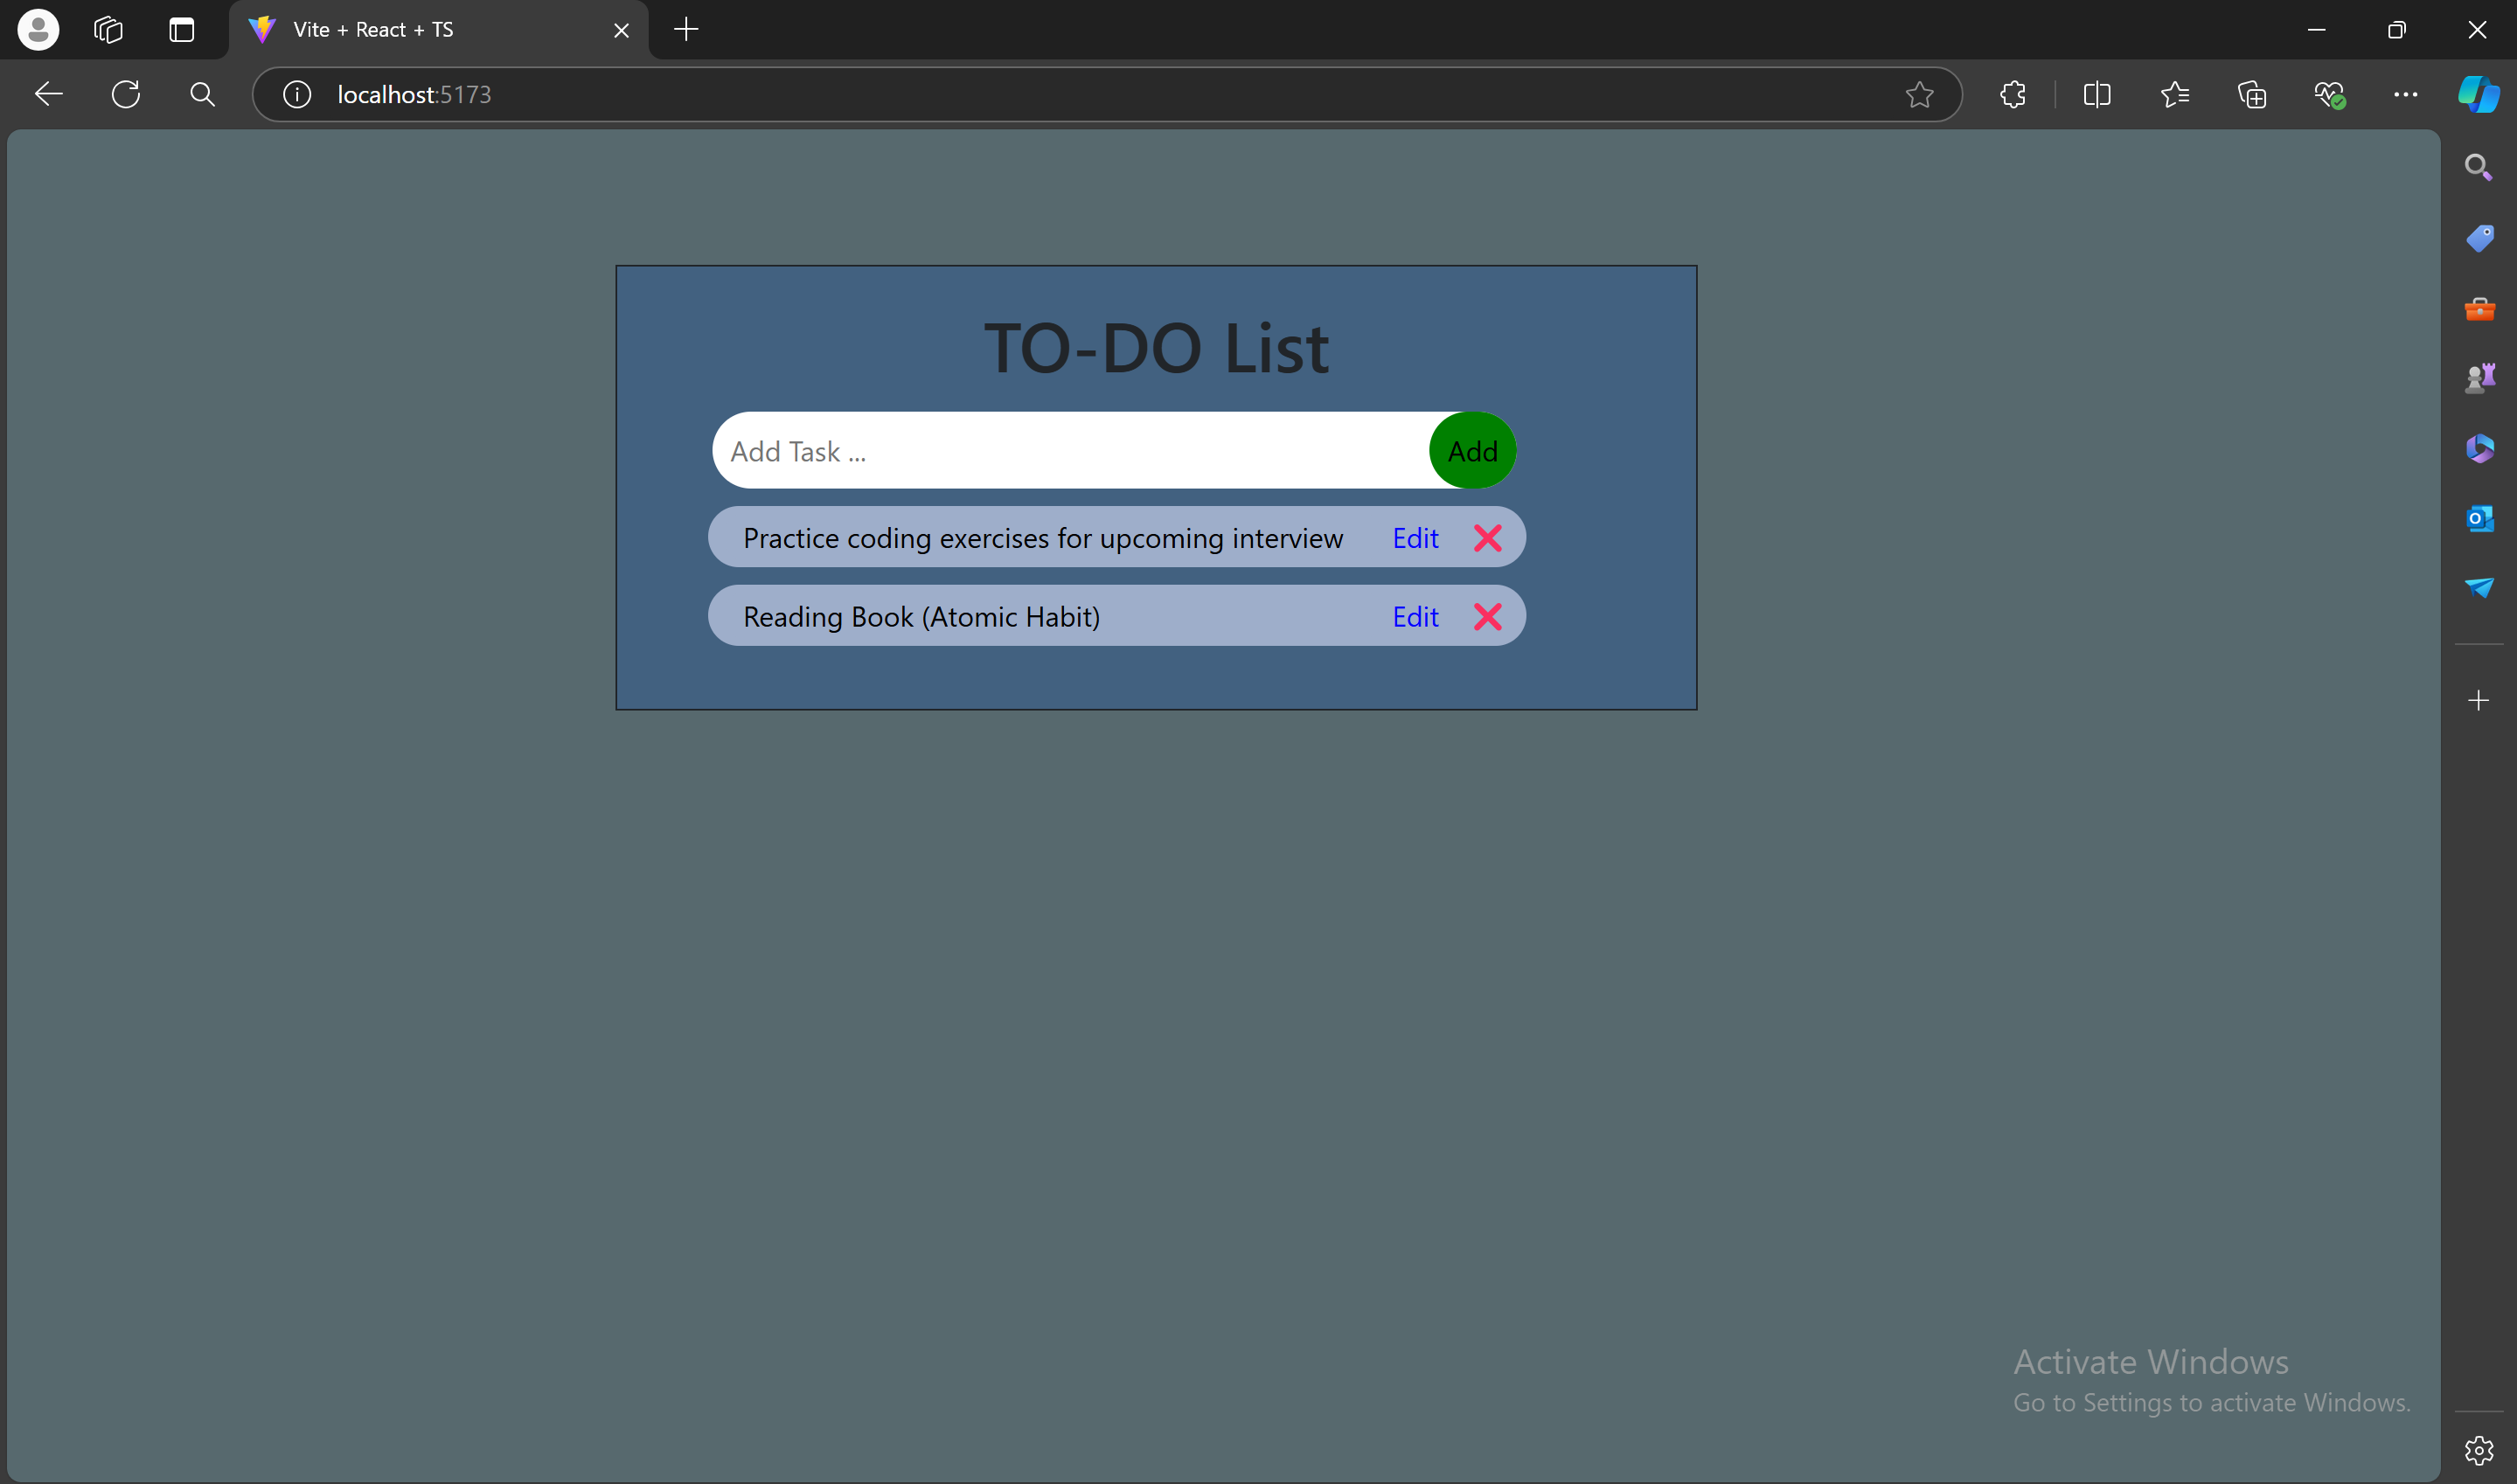 Vite + React + TS
localhost:5173
TO-DO List
Add Task ...
Add
Practice coding exercises for upcoming interview Edit
Reading Book (Atomic Habit) Edit
Activate Windows
Go to Settings to activate Windows.